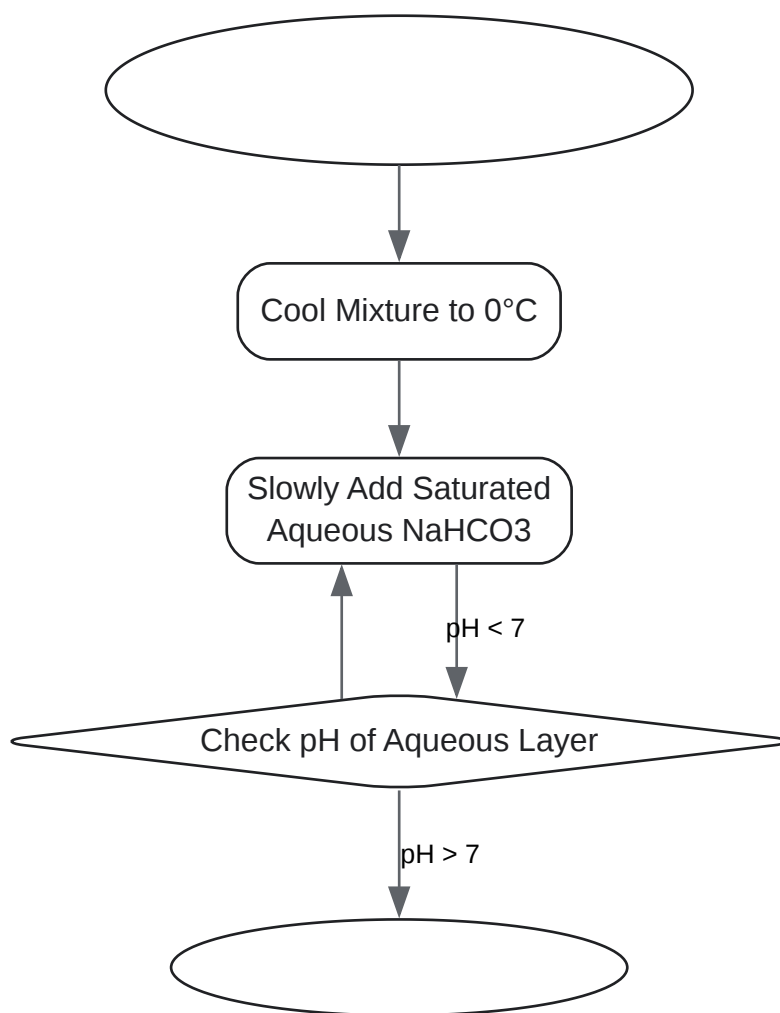 Cool Mixture to 0°C
Slowly Add Saturated
Aqueous NaHCO3
pH < 7
Check pH of Aqueous Layer
pH > 7